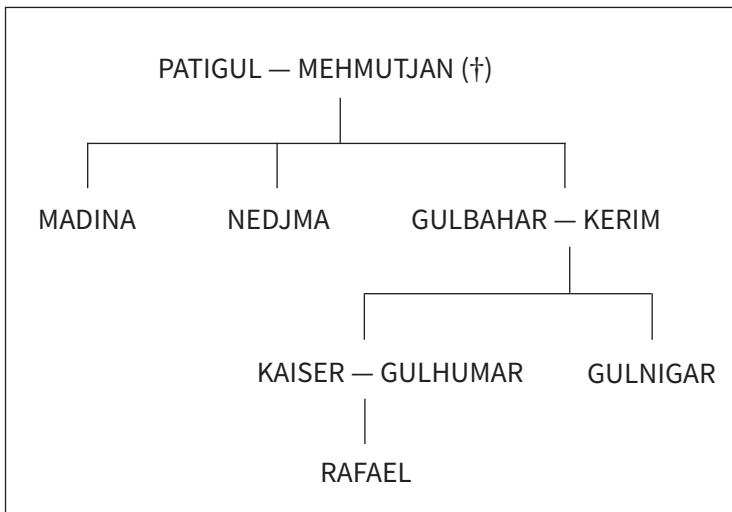 PATIGUL — MEHMUTJAN (†)
MADINA NEDJMA GULBAHAR — KERIM
KAISER — GULHUMAR GULNIGAR
RAFAEL